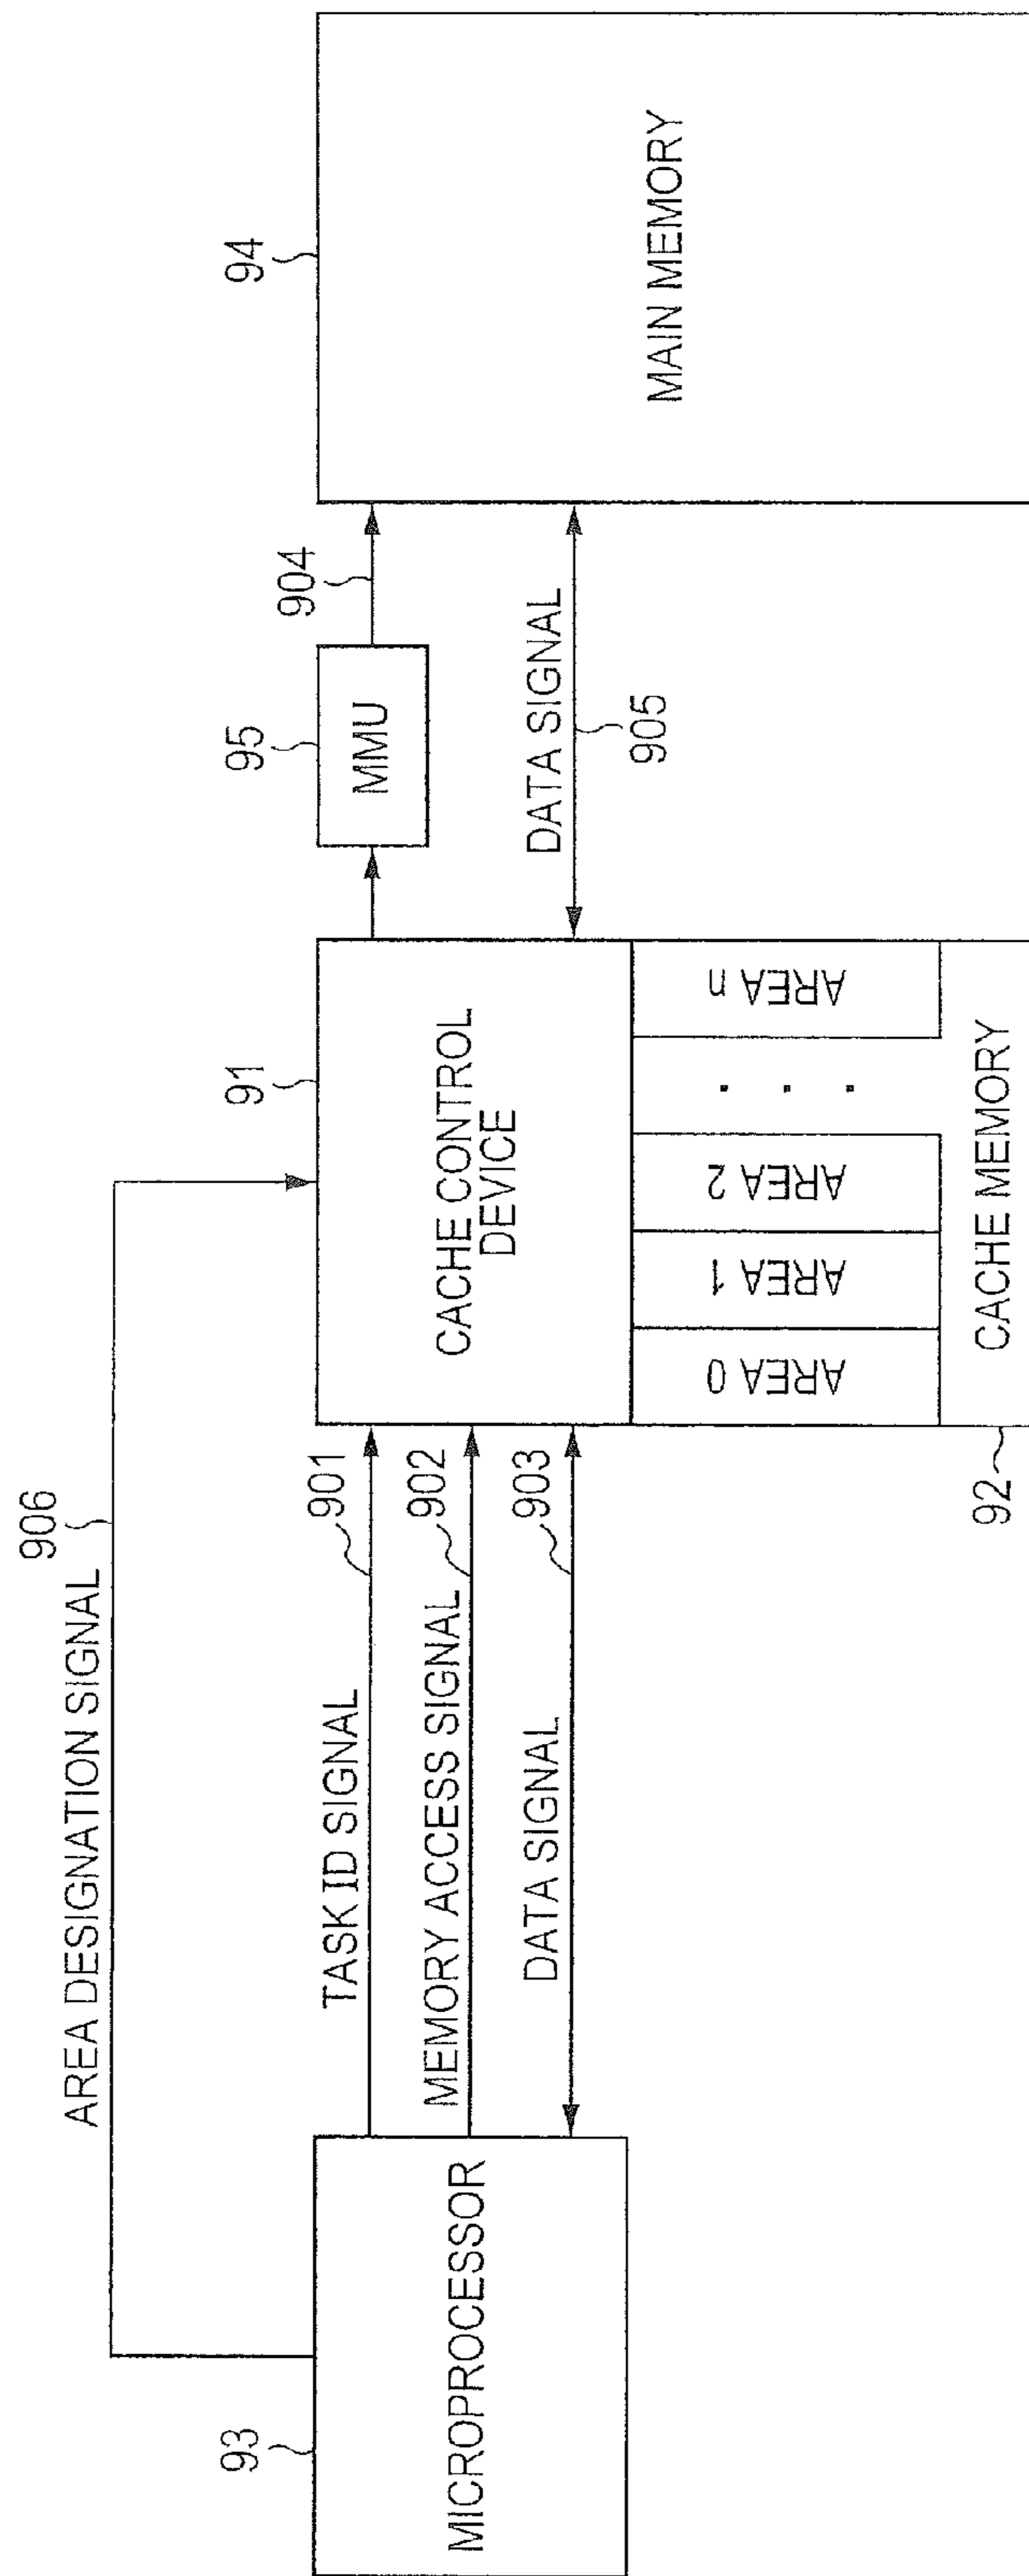 906
AREA DESIGNATION SIGNAL
93
MICROPROCESSOR
TASK ID SIGNAL
901
MEMORY ACCESS SIGNAL
902
DATA SIGNAL
903
91
CACHE CONTROL
DEVICE
AREA 0
AREA 1
AREA 2
. . .
AREA n
CACHE MEMORY
92
95
MMU
904
DATA SIGNAL
905
94
MAIN MEMORY